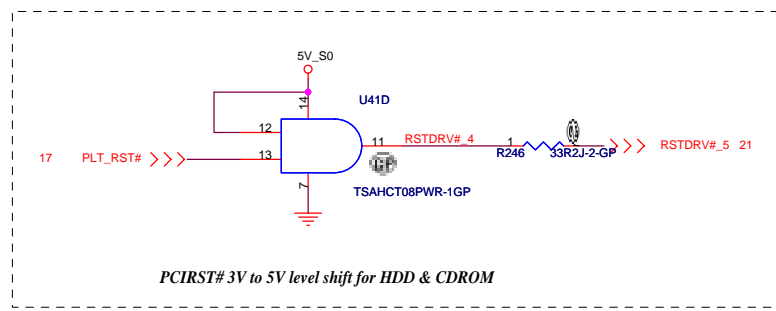 5V_S0
14
U41D
12
11
RSTDRV#_4
1
17
PLT_RST#
13
GP
R246
33R2J-2-GP
RSTDRV#_5
21
7
TSAHCT08PWR-1GP
PCIRST# 3V to 5V level shift for HDD & CDROM